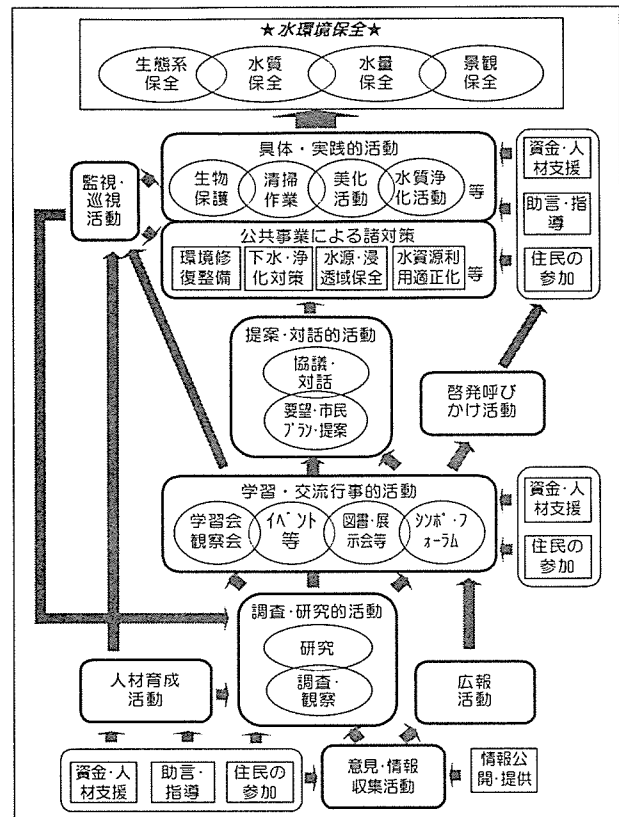 ★水環境保全★
生態系
保全
水質
保全
水量
保全
景観
保全
具体・実践的活動
生物
保護
清掃
作業
美化
活動
水質浄
化活動
等
監視・
巡視
活動
資金・人
材支援
助言・指
導
住民の
参加
公共事業による諸対策
環境修
復整備
下水・浄
化対策
水源・浸
透域保全
水資源利
用適正化
等
提案・対話的活動
協議・
対話
要望・市民
プラン・提案
啓発呼び
かけ活動
学習・交流行事的活動
学習会
観察会
イベント
等
図書・展
示会等
シンポ・フ
ォーラム
資金・人
材支援
住民の
参加
調査・研究的活動
研究
調査・
観察
人材育成
活動
広報
活動
資金・人
材支援
助言・
指導
住民の
参加
意見・情報
収集活動
情報公
開・提供